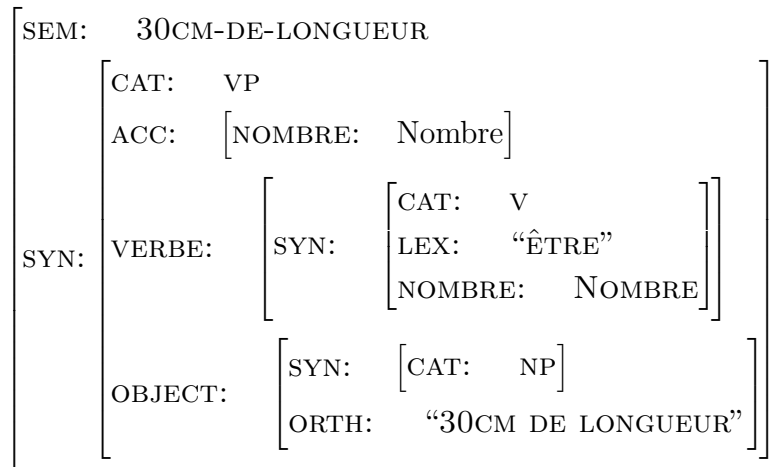 SEM: 30CM-DE-LONGUEUR
CAT: VP
ACC: [NOMBRE: Nombre]
SYN: VERBE: SYN: CAT: V
LEX: “ÊTRE”
NOMBRE: NOMBRE
OBJECT: SYN: [CAT: NP]
ORTH: “30CM DE LONGUEUR”